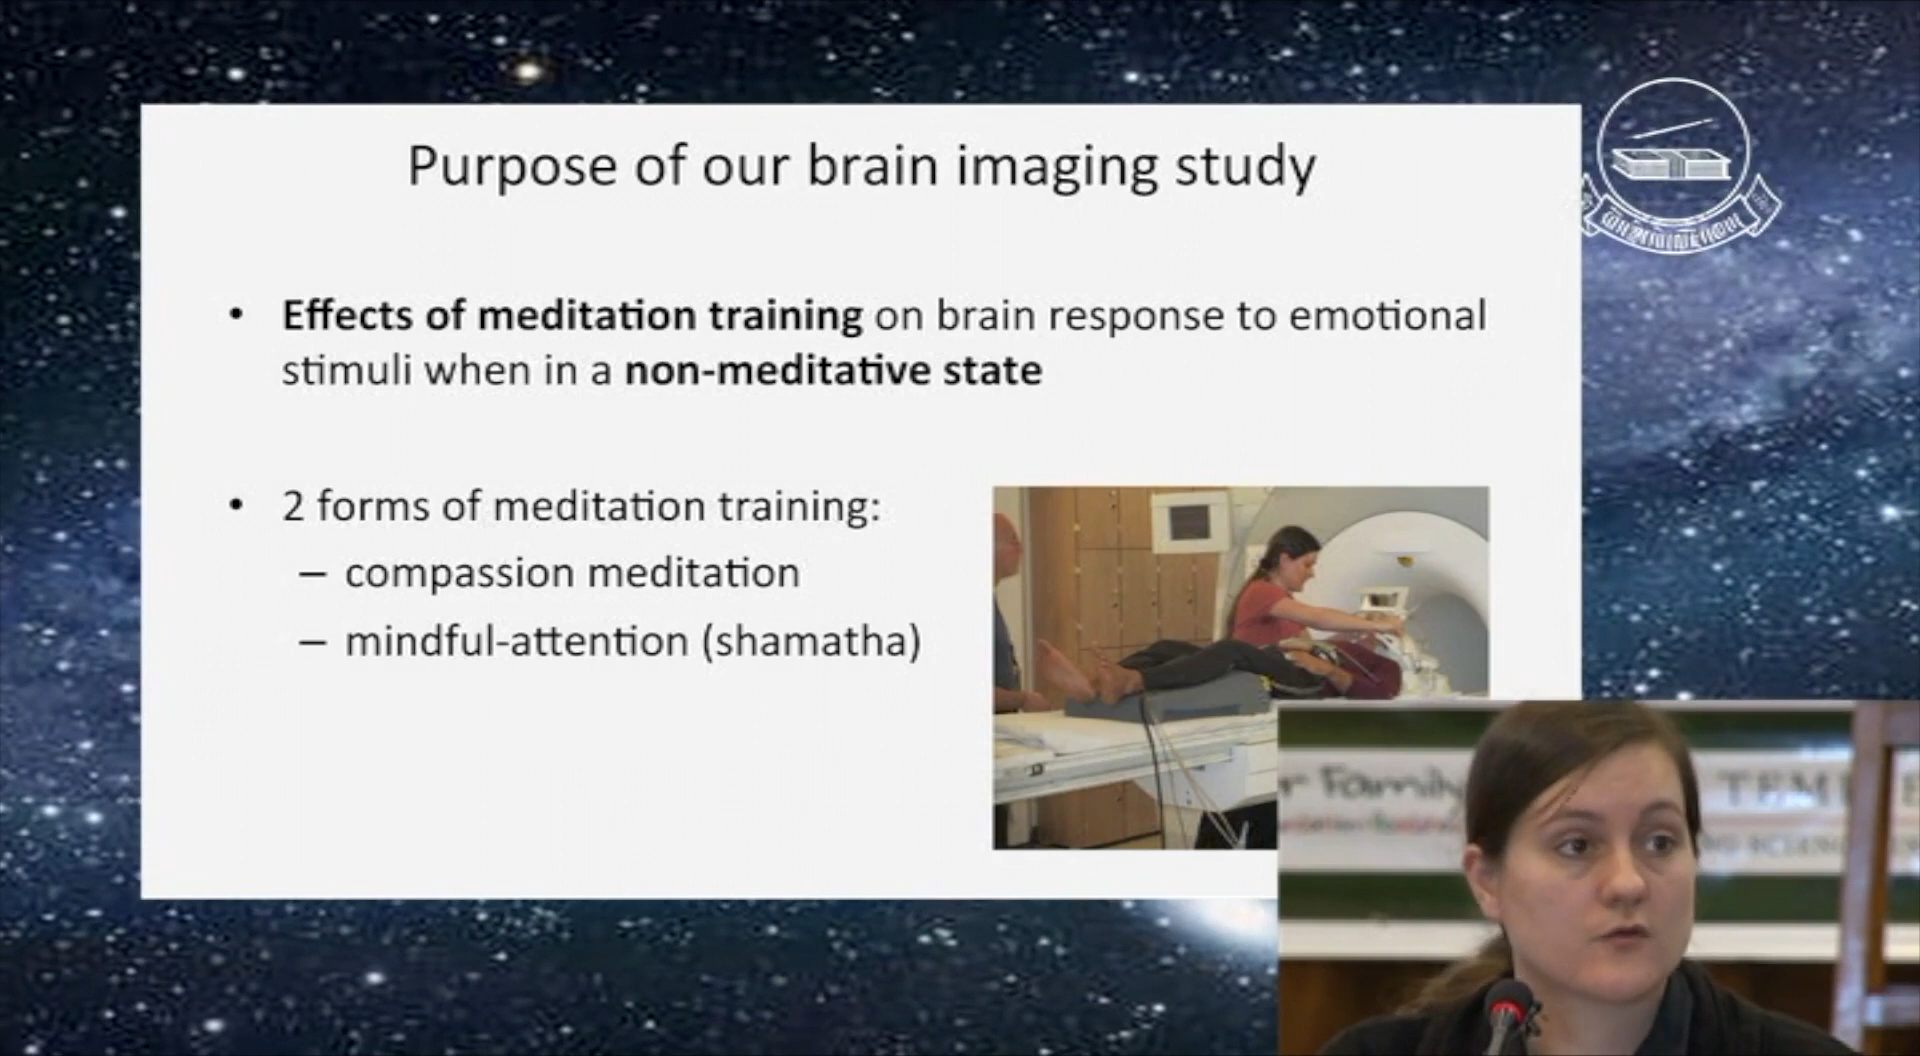 Purpose of our brain imaging study
• Effects of meditation training on brain response to emotional
stimuli when in a non-meditative state
• 2 forms of meditation training:
– compassion meditation
– mindful-attention (shamatha)
r Family